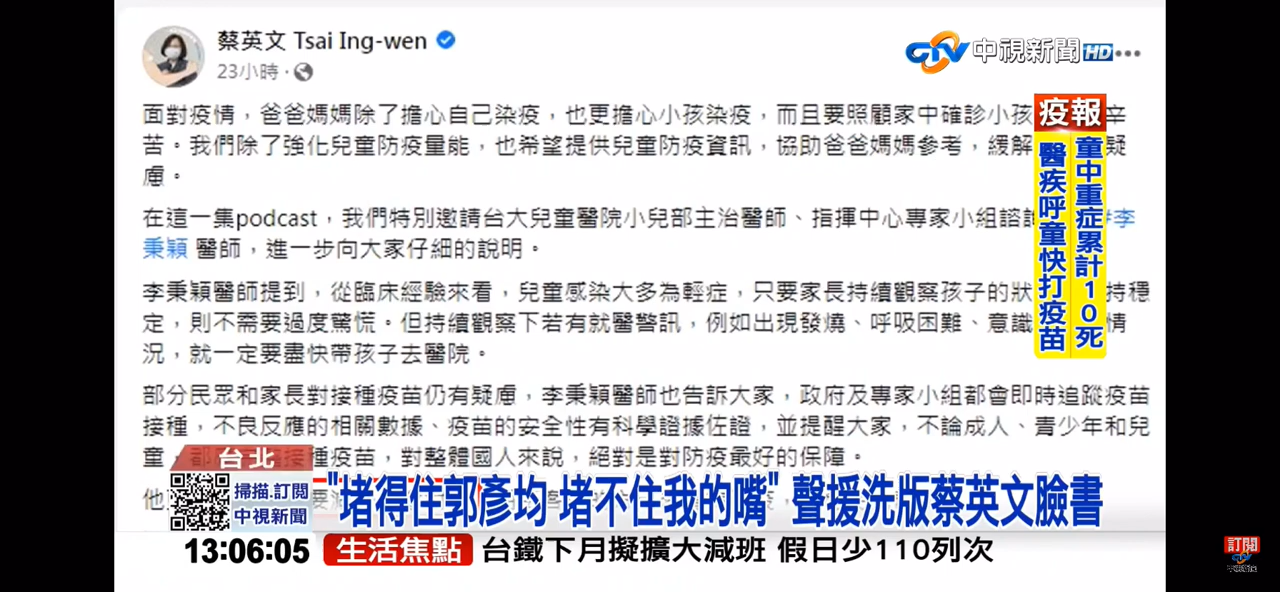 蔡英文 Tsai Ing-wen
23小時
CTV 中視新聞HD
面對疫情，爸爸媽媽除了擔心自己染疫，也更擔心小孩染疫，而且要照顧家中確診小孩 辛
苦。我們除了強化兒童防疫量能，也希望提供兒童防疫資訊，協助爸爸媽媽參考，緩解 疑
慮。
在這一集podcast，我們特別邀請台大兒童醫院小兒部主治醫師、指揮中心專家小組諮 #李
秉穎 醫師，進一步向大家仔細的說明。
李秉穎醫師提到，從臨床經驗來看，兒童感染大多為輕症，只要家長持續觀察孩子的狀 持穩
定，則不需要過度驚慌。但持續觀察下若有就醫警訊，例如出現發燒、呼吸困難、意識 情
況，就一定要盡快帶孩子去醫院。
部分民眾和家長對接種疫苗仍有疑慮，李秉穎醫師也告訴大家，政府及專家小組都會即時追蹤疫苗
接種，不良反應的相關數據、疫苗的安全性有科學證據佐證，並提醒大家，不論成人、青少年和兒
童，都 接種疫苗，對整體國人來說，絕對是對防疫最好的保障。
他
疫報
童中重症累計10死
醫疾呼童快打疫苗
台北
掃描.訂閱
中視新聞
"堵得住郭彥均 堵不住我的嘴" 聲援洗版蔡英文臉書
13:06:05 生活焦點 台鐵下月擬擴大減班 假日少110列次
訂閱
中視新聞